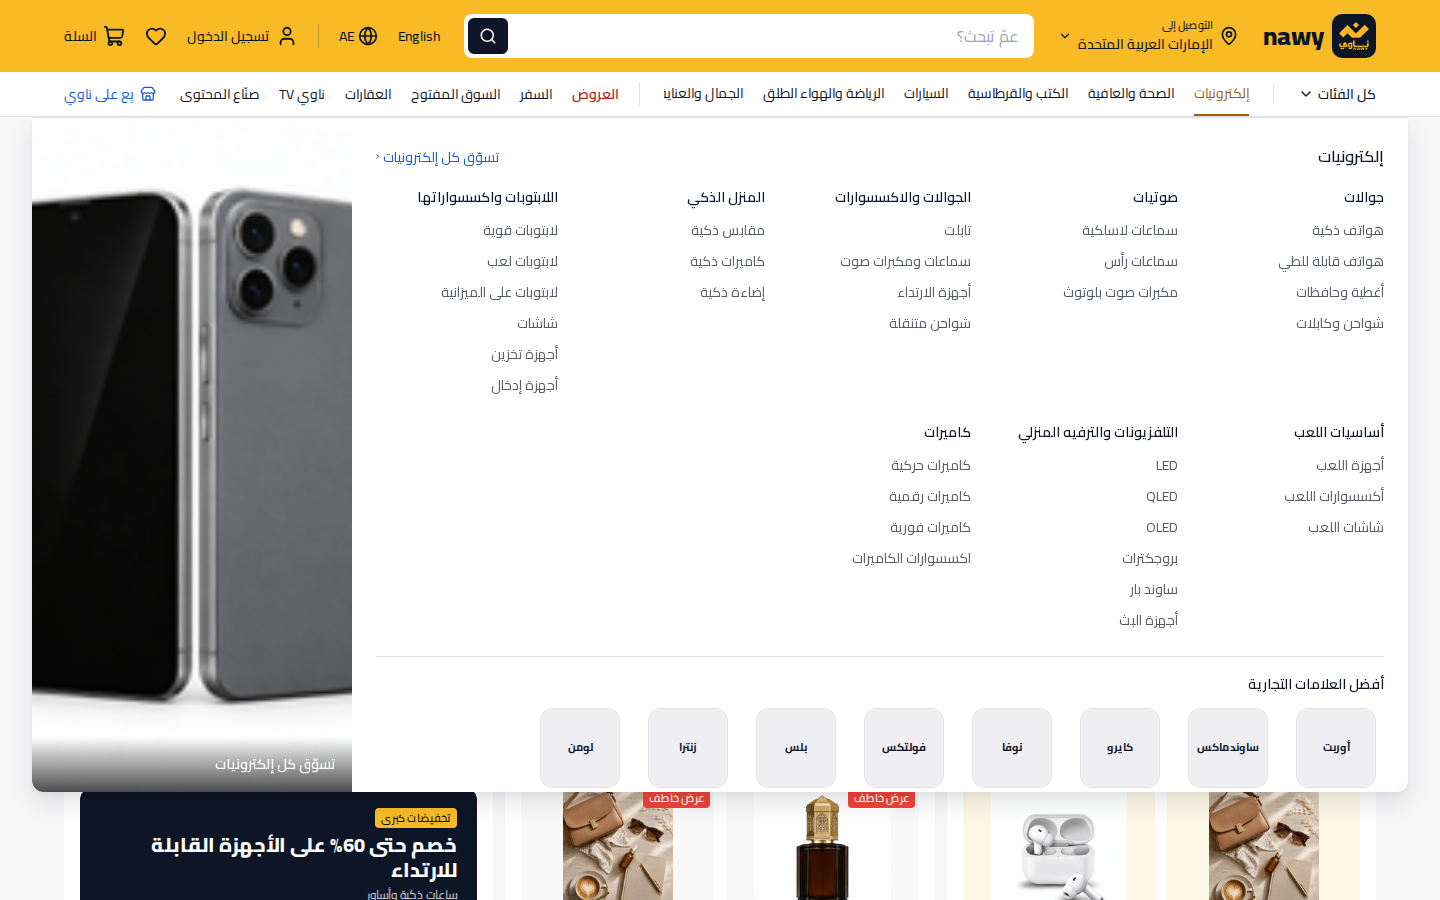 ناوي
nawy
التوصيل إلى
الإمارات العربية المتحدة
عمّ تبحث؟
English
AE
تسجيل الدخول
السلة
كل الفئات
إلكترونيات
الصحة والعافية
الكتب والقرطاسية
السيارات
الرياضة والهواء الطلق
الجمال والعناية
العروض
السفر
السوق المفتوح
العقارات
ناوي TV
صنّاع المحتوى
بِع على ناوي
إلكترونيات
تسوّق كل إلكترونيات ›
جوالات
هواتف ذكية
هواتف قابلة للطي
أغطية وحافظات
شواحن وكابلات
صوتيات
سماعات لاسلكية
سماعات رأس
مكبرات صوت بلوتوث
الجوالات والاكسسوارات
تابلت
سماعات ومكبرات صوت
أجهزة الارتداء
شواحن متنقلة
المنزل الذكي
مقابس ذكية
كاميرات ذكية
إضاءة ذكية
اللابتوبات واكسسواراتها
لابتوبات قوية
لابتوبات لعب
لابتوبات على الميزانية
شاشات
أجهزة تخزين
أجهزة إدخال
أساسيات اللعب
أجهزة اللعب
أكسسوارات اللعب
شاشات اللعب
التلفزيونات والترفيه المنزلي
LED
QLED
OLED
بروجكترات
ساوند بار
أجهزة البث
كاميرات
كاميرات حركية
كاميرات رقمية
كاميرات فورية
اكسسوارات الكاميرات
أفضل العلامات التجارية
أوربت
ساوندماكس
كايرو
نوفا
فولتكس
بلس
زنترا
لومن
تسوّق كل إلكترونيات
عرض خاطف
عرض خاطف
تخفيضات كبرى
خصم حتى 60% على الأجهزة القابلة
للارتداء
ساعات ذكية وأساور